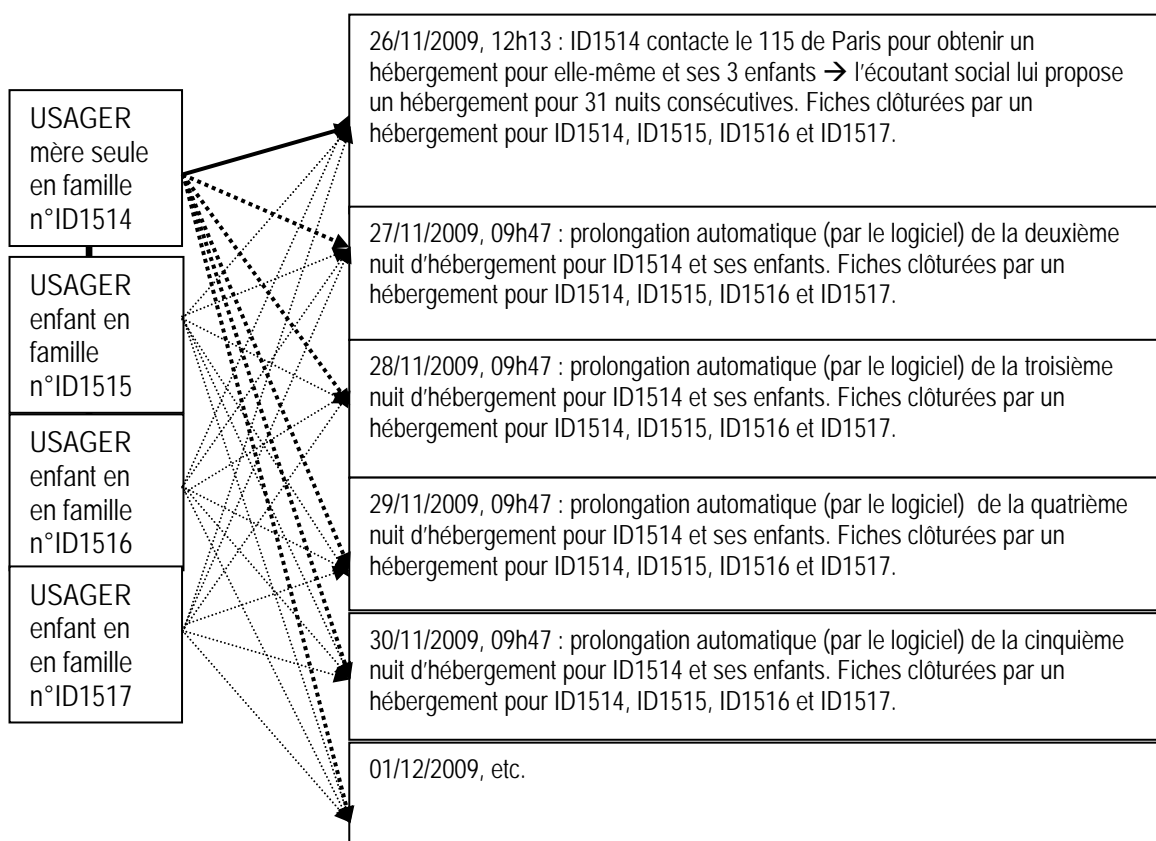 USAGER
mère seule
en famille
n°ID1514
USAGER
enfant en
famille
n°ID1515
USAGER
enfant en
en famille
n°ID1516
USAGER
enfant en
en famille
n°ID1517
26/11/2009, 12h13 : ID1514 contacte le 115 de Paris pour obtenir un
hébergement pour elle-même et ses 3 enfants → l'écoutant social lui propose
un hébergement pour 31 nuits consécutives. Fiches clôturées par un
hébergement pour ID1514, ID1515, ID1516 et ID1517.
27/11/2009, 09h47 : prolongation automatique (par le logiciel) de la deuxième
nuit d'hébergement pour ID1514 et ses enfants. Fiches clôturées par un
hébergement pour ID1514, ID1515, ID1516 et ID1517.
28/11/2009, 09h47 : prolongation automatique (par le logiciel) de la troisième
nuit d'hébergement pour ID1514 et ses enfants. Fiches clôturées par un
hébergement pour ID1514, ID1515, ID1516 et ID1517.
29/11/2009, 09h47 : prolongation automatique (par le logiciel) de la quatrième
nuit d'hébergement pour ID1514 et ses enfants. Fiches clôturées par un
hébergement pour ID1514, ID1515, ID1516 et ID1517.
30/11/2009, 09h47 : prolongation automatique (par le logiciel) de la cinquième
nuit d'hébergement pour ID1514 et ses enfants. Fiches clôturées par un
hébergement pour ID1514, ID1515, ID1516 et ID1517.
01/12/2009, etc.